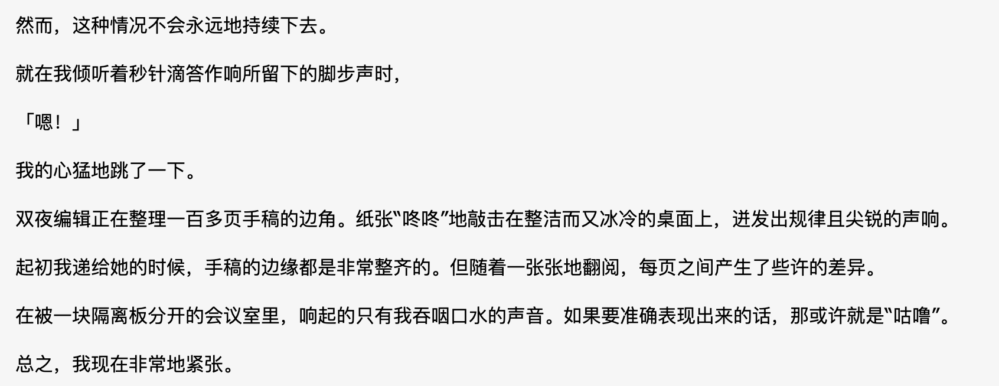 然而，这种情况不会永远地持续下去。
就在我倾听着秒针滴答作响所留下的脚步声时，
「嗯！」
我的心猛地跳了一下。
双夜编辑正在整理一百多页手稿的边角。纸张“咚咚”地敲击在整洁而又冰冷的桌面上，迸发出规律且尖锐的声响。
起初我递给她的时候，手稿的边缘都是非常整齐的。但随着一张张地翻阅，每页之间产生了些许的差异。
在被一块隔离板分开的会议室里，响起的只有我吞咽口水的声音。如果要准确表现出来的话，那或许就是“咕噜”。
总之，我现在非常地紧张。